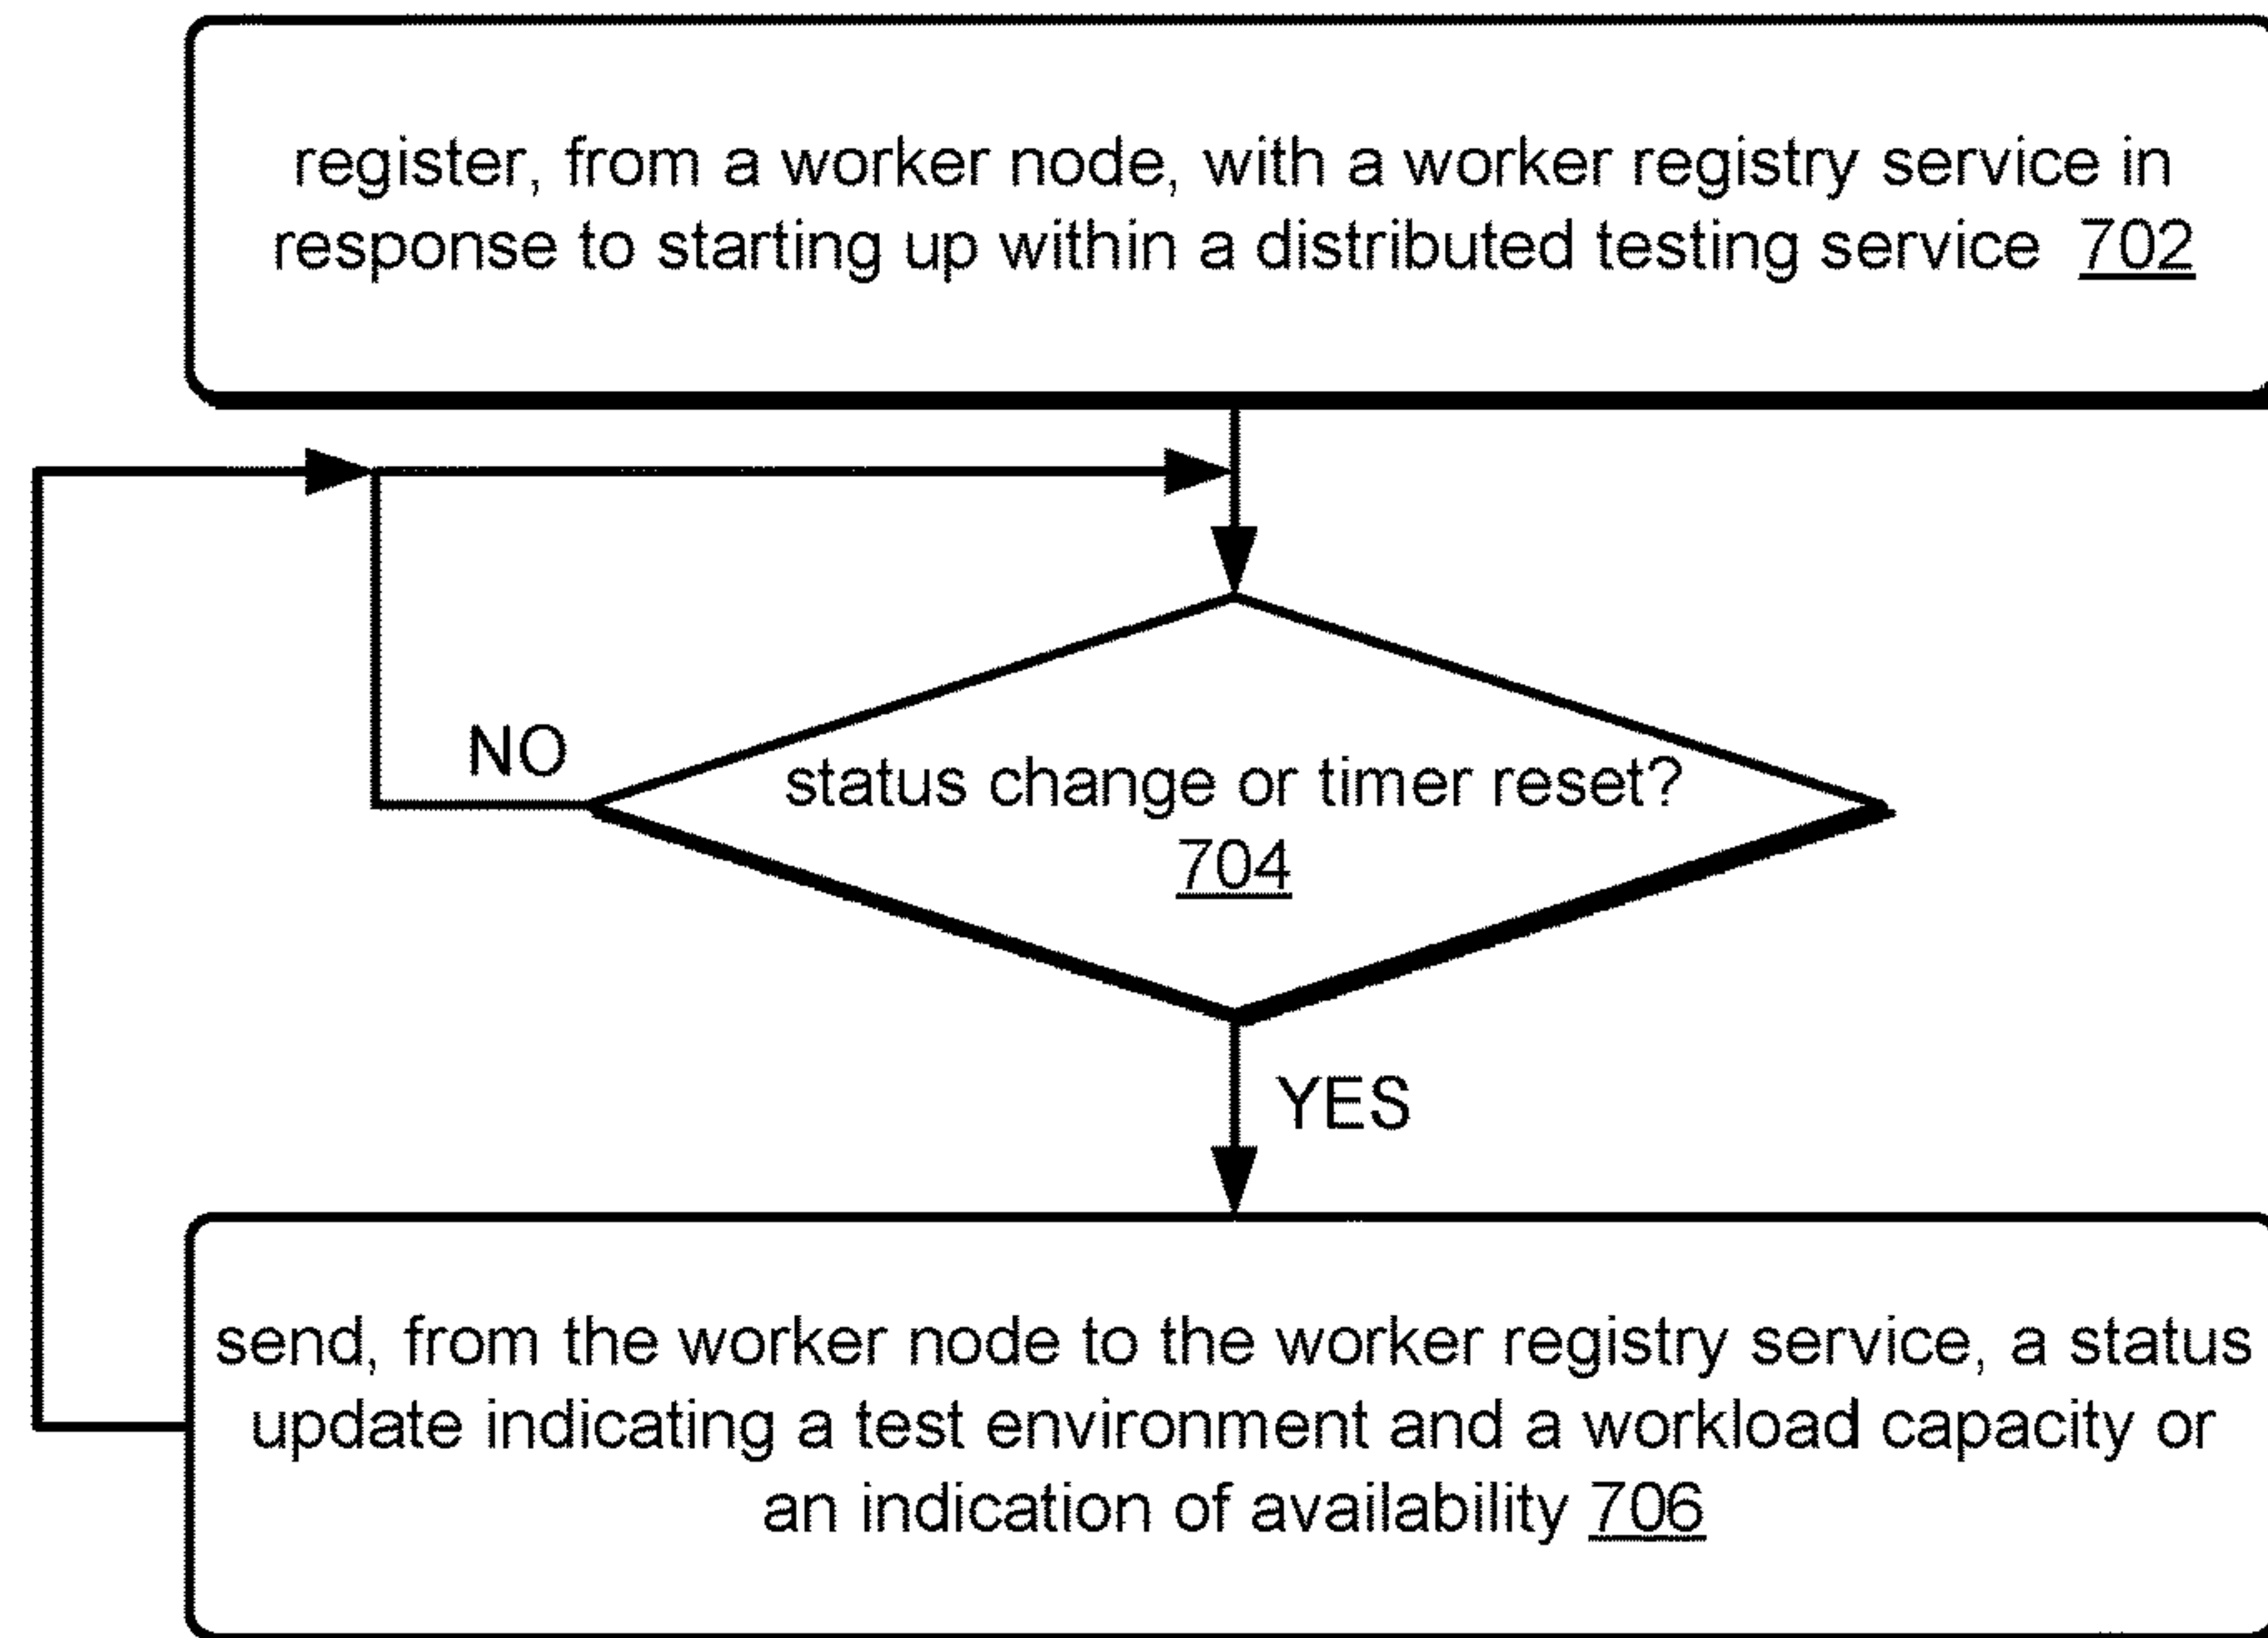 register, from a worker node, with a worker registry service in
response to starting up within a distributed testing service 702
NO
status change or timer reset?
704
YES
send, from the worker node to the worker registry service, a status
update indicating a test environment and a workload capacity or
an indication of availability 706